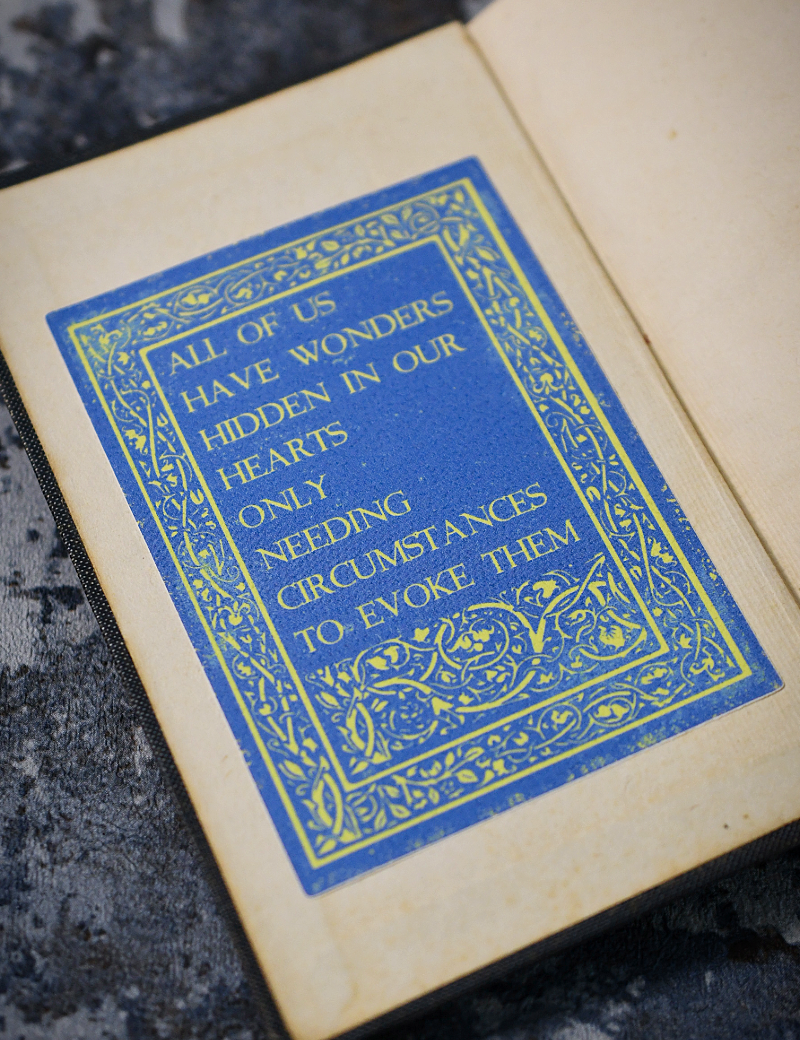 ALL OF US
HAVE WONDERS
HIDDEN IN OUR
HEARTS
ONLY
NEEDING
CIRCUMSTANCES
TO EVOKE THEM